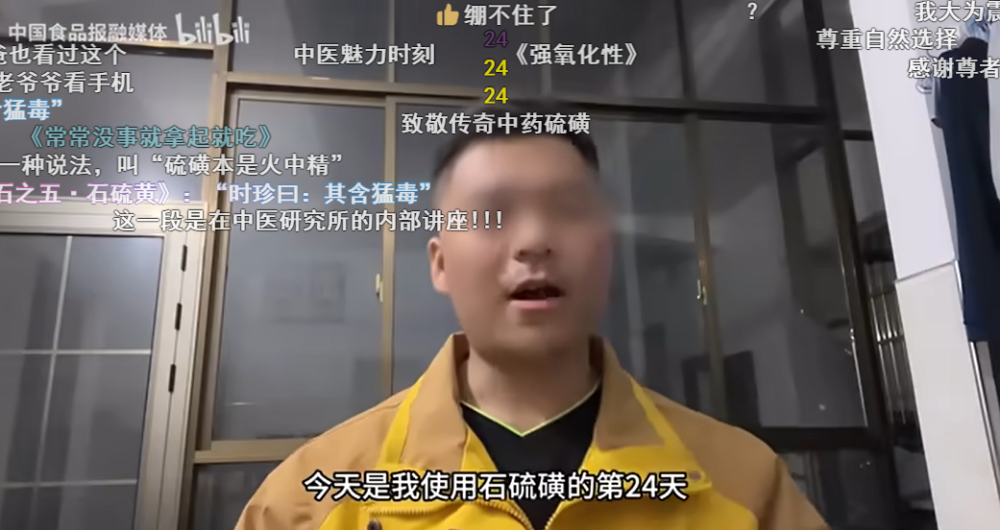 中国食品报融媒体 bilibili
绷不住了
?
我大为震
24
尊重自然选择
爸也看过这个
中医魅力时刻
《强氧化性》
24
感谢尊者
老爷爷看手机
24
含猛毒”
致敬传奇中药硫磺
《常常没事就拿起就吃》
一种说法，叫“硫磺本是火中精”
石之五·石硫黄》：“时珍曰：其含猛毒”
这一段是在中医研究所的内部讲座!!!
今天是我使用石硫磺的第24天